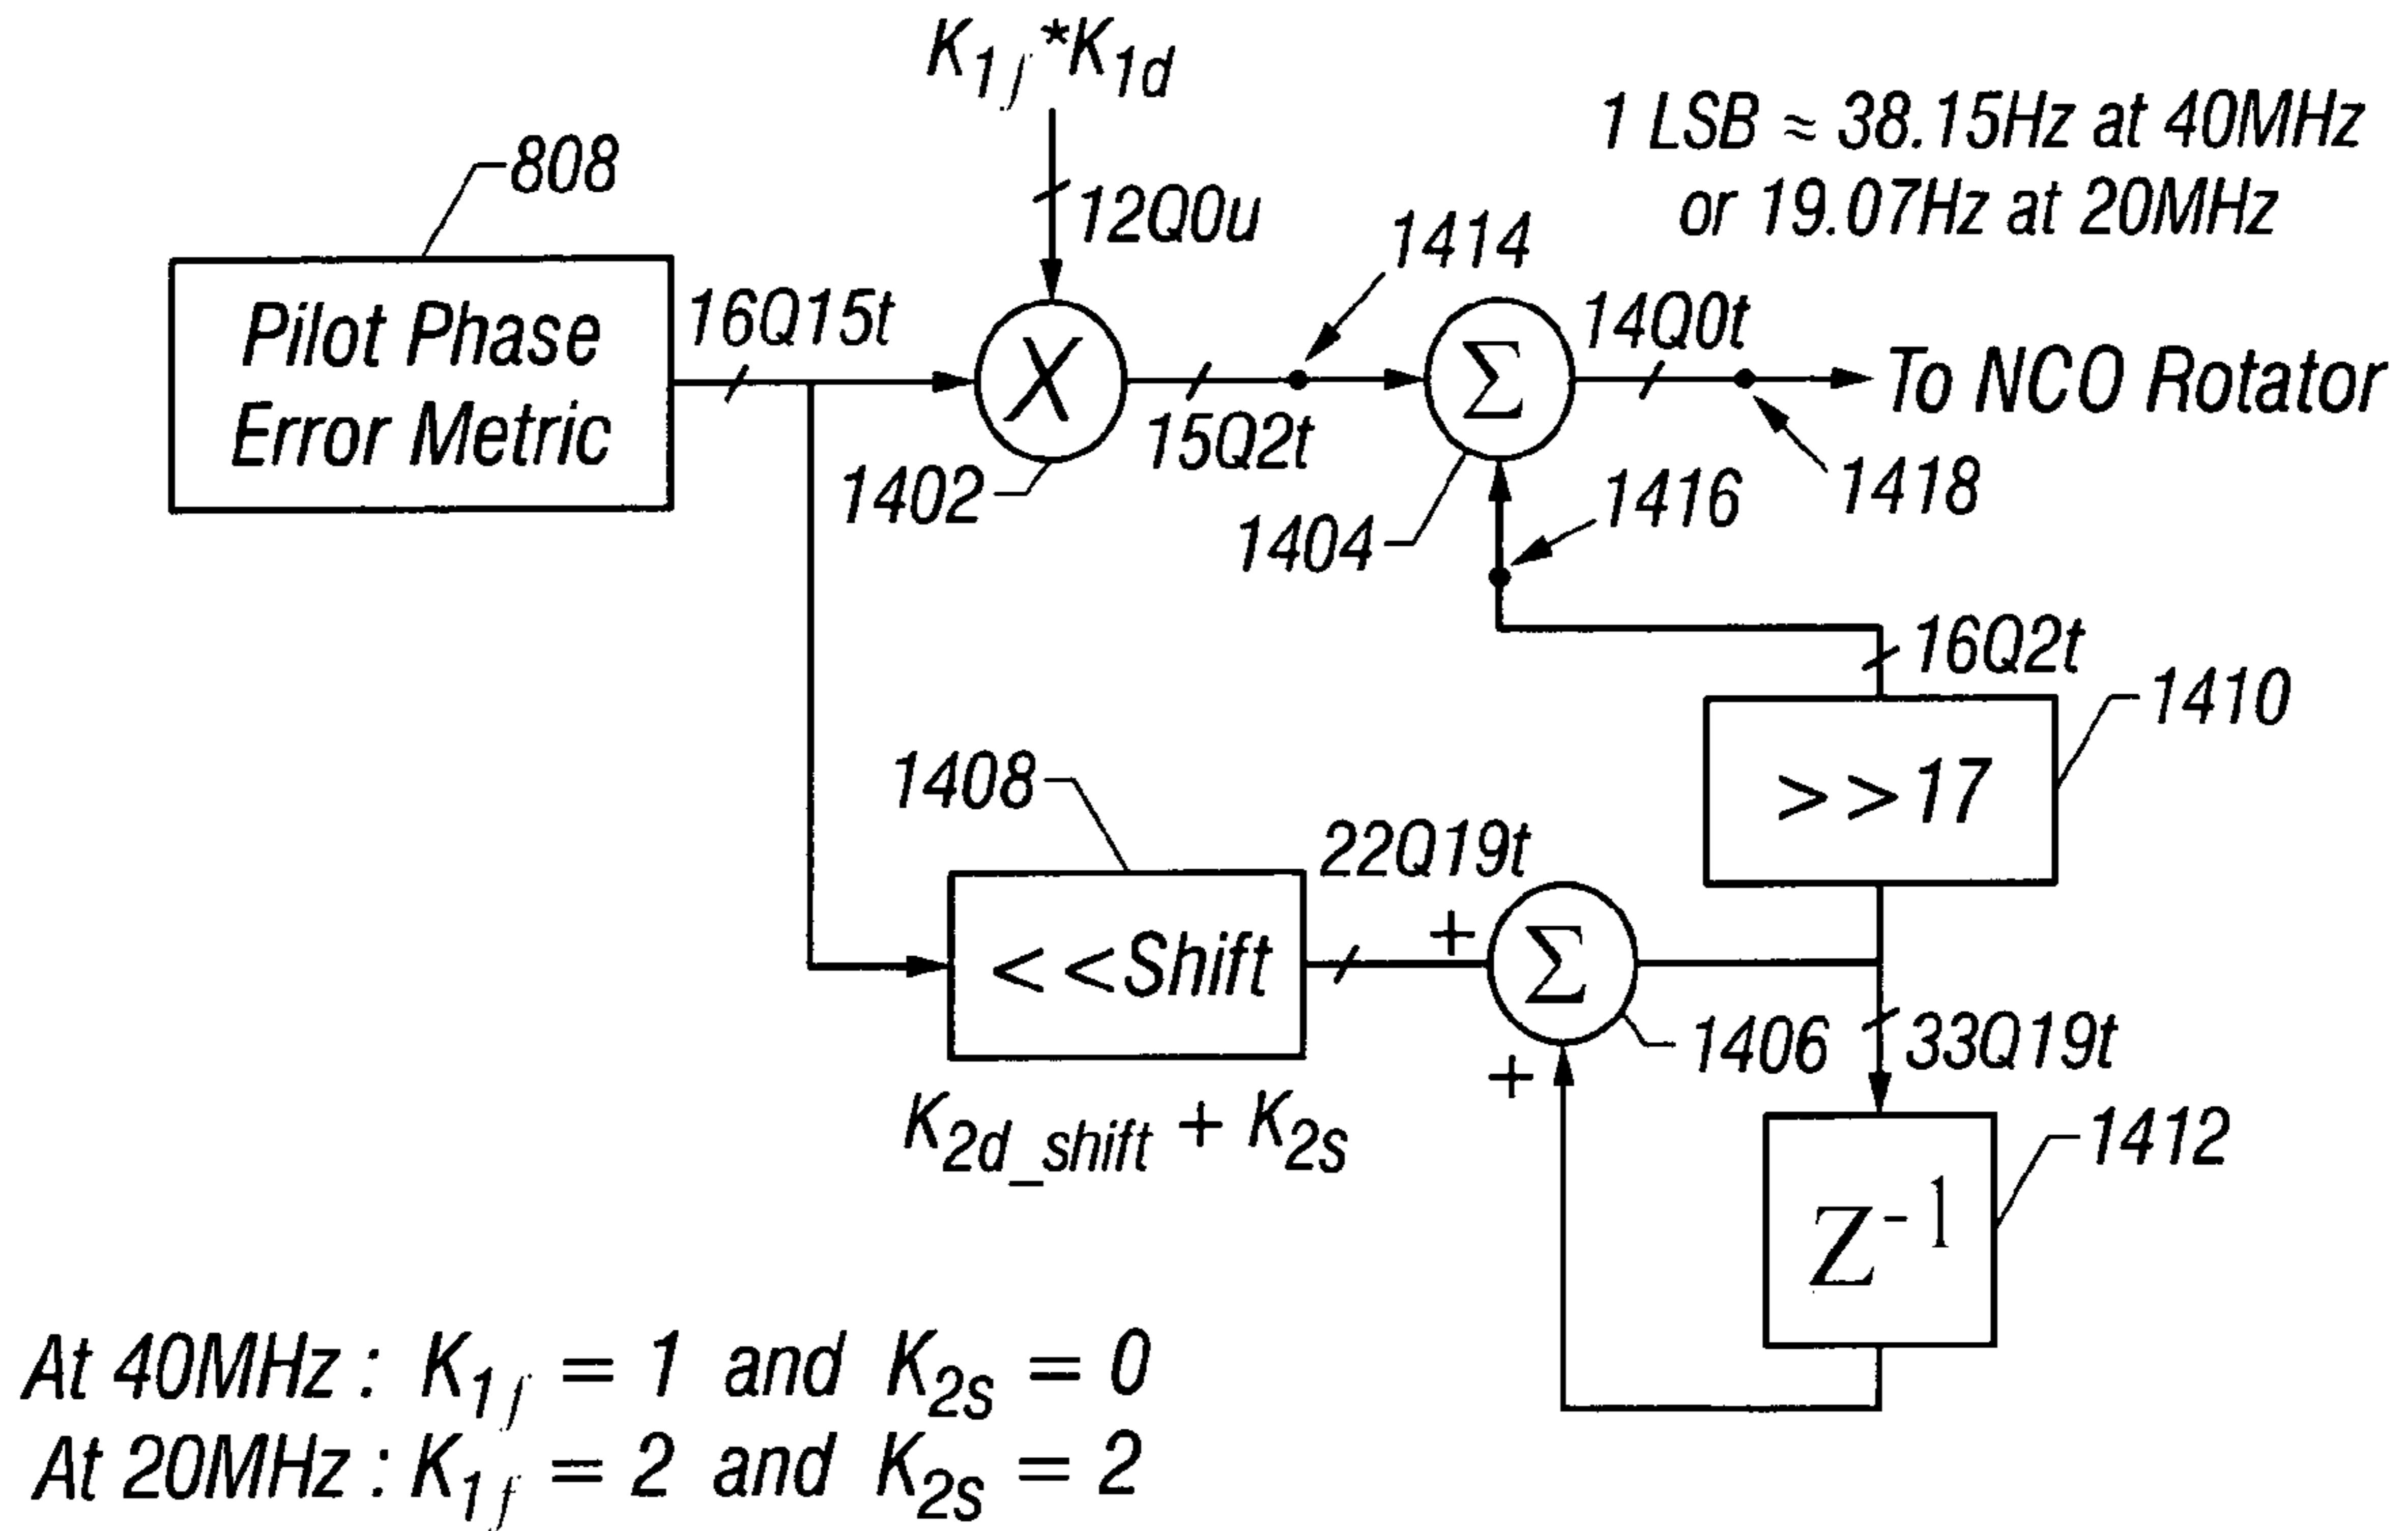 K1f*K1d
1 LSB ≈ 38.15Hz at 40MHz
or 19.07Hz at 20MHz
808
12Q0u
1414
Pilot Phase
Error Metric
16Q15t
X
15Q2t
1402
Σ
14Q0t
To NCO Rotator
1404
1416
1418
16Q2t
1410
>>17
1408
22Q19t
<<Shift
+
Σ
1406
33Q19t
+
K2d_shift + K2s
1412
Z-1
At 40MHz : K1f = 1 and K2s = 0
At 20MHz : K1f = 2 and K2s = 2